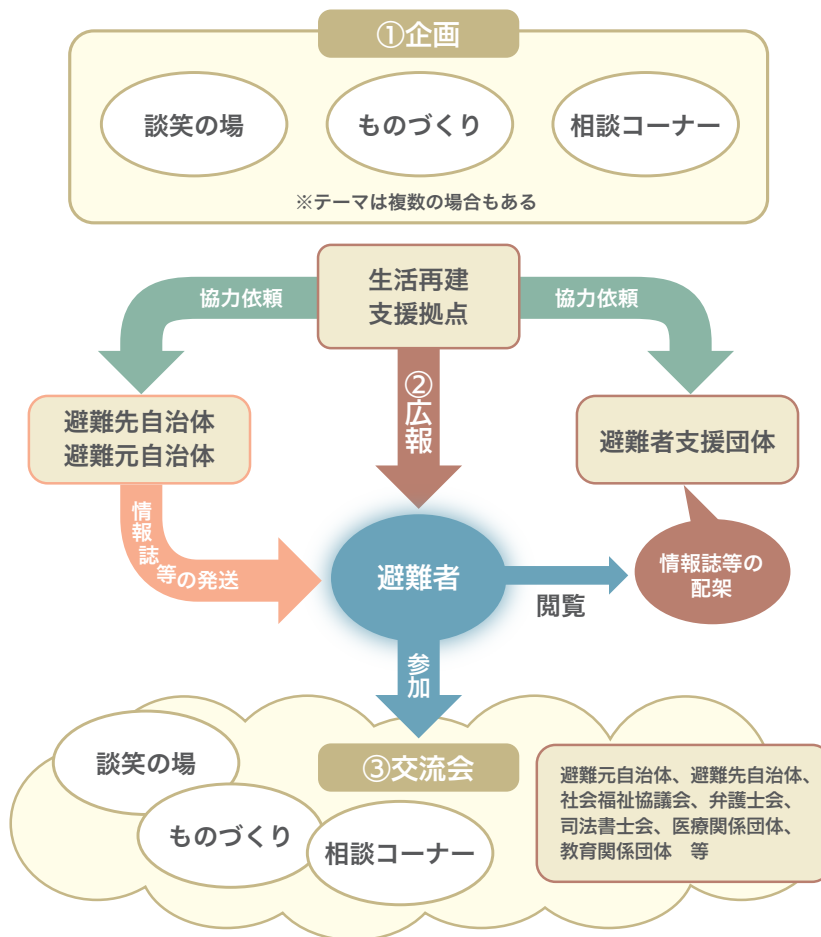 ①企画
談笑の場
ものづくり
相談コーナー
※テーマは複数の場合もある
生活再建
支援拠点
協力依頼
協力依頼
②広報
避難先自治体
避難元自治体
避難者支援団体
情報誌等の発送
避難者
情報誌等の
配架
閲覧
参加
③交流会
談笑の場
ものづくり
相談コーナー
避難元自治体、避難先自治体、
社会福祉協議会、弁護士会、
司法書士会、医療関係団体、
教育関係団体　等